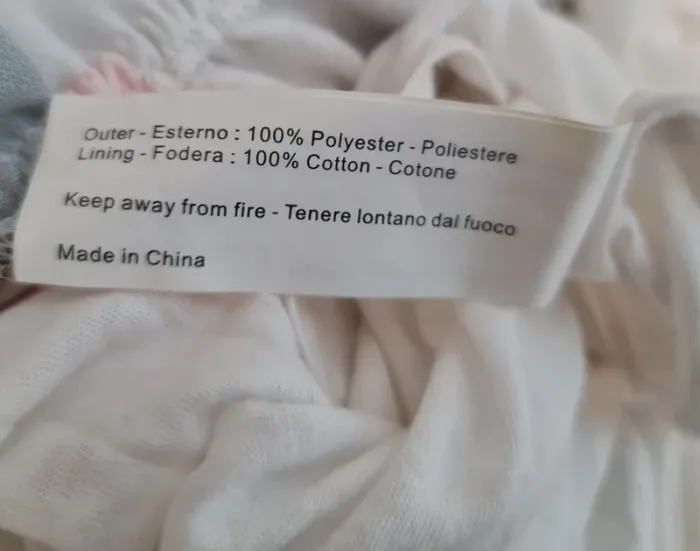 Outer - Esterno : 100% Polyester - Poliestere
Lining - Fodera : 100% Cotton - Cotone
Keep away from fire - Tenere lontano dal fuoco
Made in China